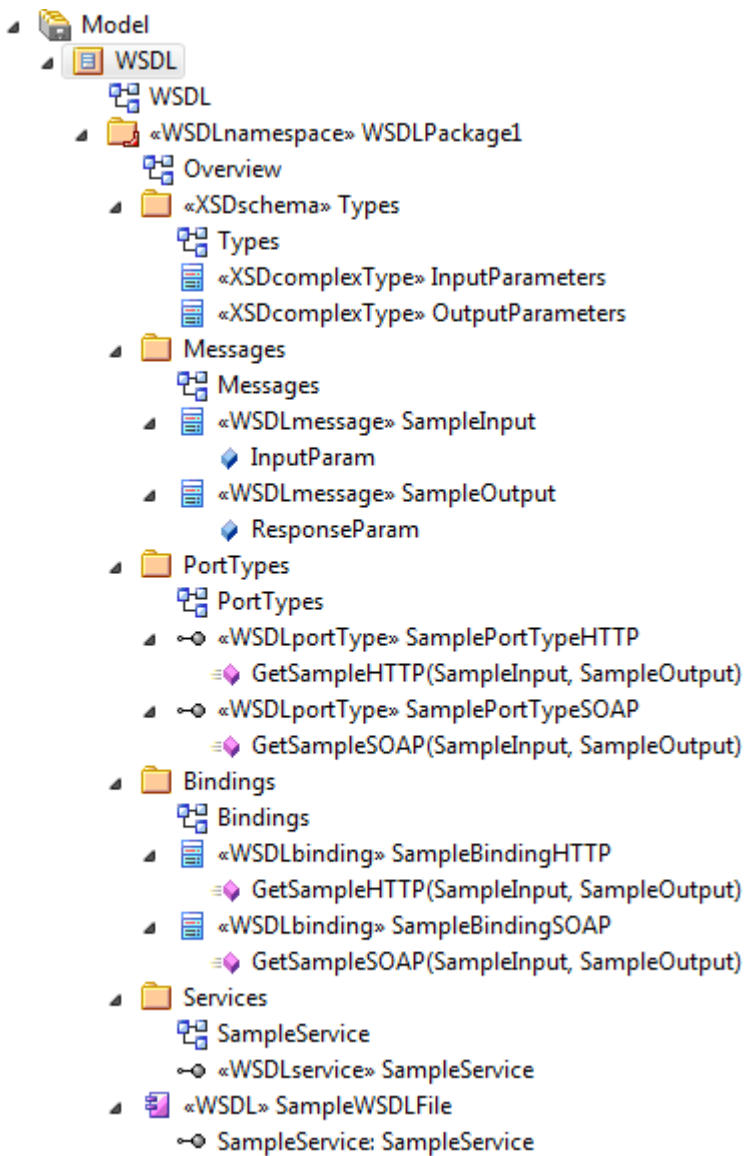 Model
WSDL
WSDL
«WSDLnamespace» WSDLPackage1
Overview
«XSDschema» Types
Types
«XSDcomplexType» InputParameters
«XSDcomplexType» OutputParameters
Messages
Messages
«WSDLmessage» SampleInput
InputParam
«WSDLmessage» SampleOutput
ResponseParam
PortTypes
PortTypes
«WSDLportType» SamplePortTypeHTTP
GetSampleHTTP(SampleInput, SampleOutput)
«WSDLportType» SamplePortTypeSOAP
GetSampleSOAP(SampleInput, SampleOutput)
Bindings
Bindings
«WSDLbinding» SampleBindingHTTP
GetSampleHTTP(SampleInput, SampleOutput)
«WSDLbinding» SampleBindingSOAP
GetSampleSOAP(SampleInput, SampleOutput)
Services
SampleService
«WSDLservice» SampleService
«WSDL» SampleWSDLFile
SampleService: SampleService